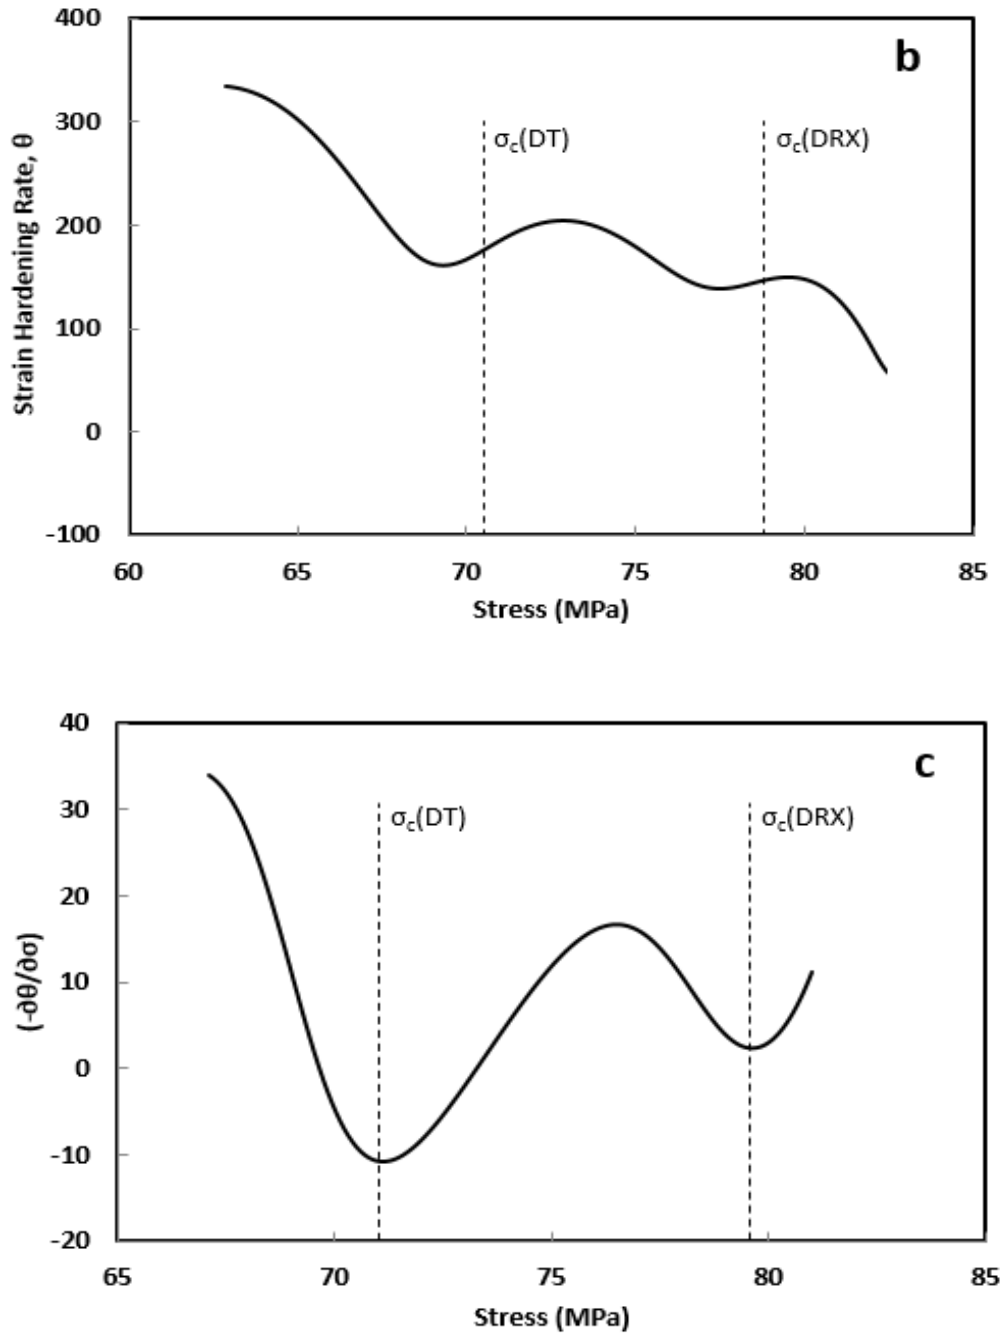 400
b
300
σc(DT)
σc(DRX)
200
100
0
-100
Strain Hardening Rate, θ
60 65 70 75 80 85
Stress (MPa)
40
c
30
σc(DT)
σc(DRX)
20
10
0
-10
-20
(-∂θ/∂σ)
65 70 75 80 85
Stress (MPa)